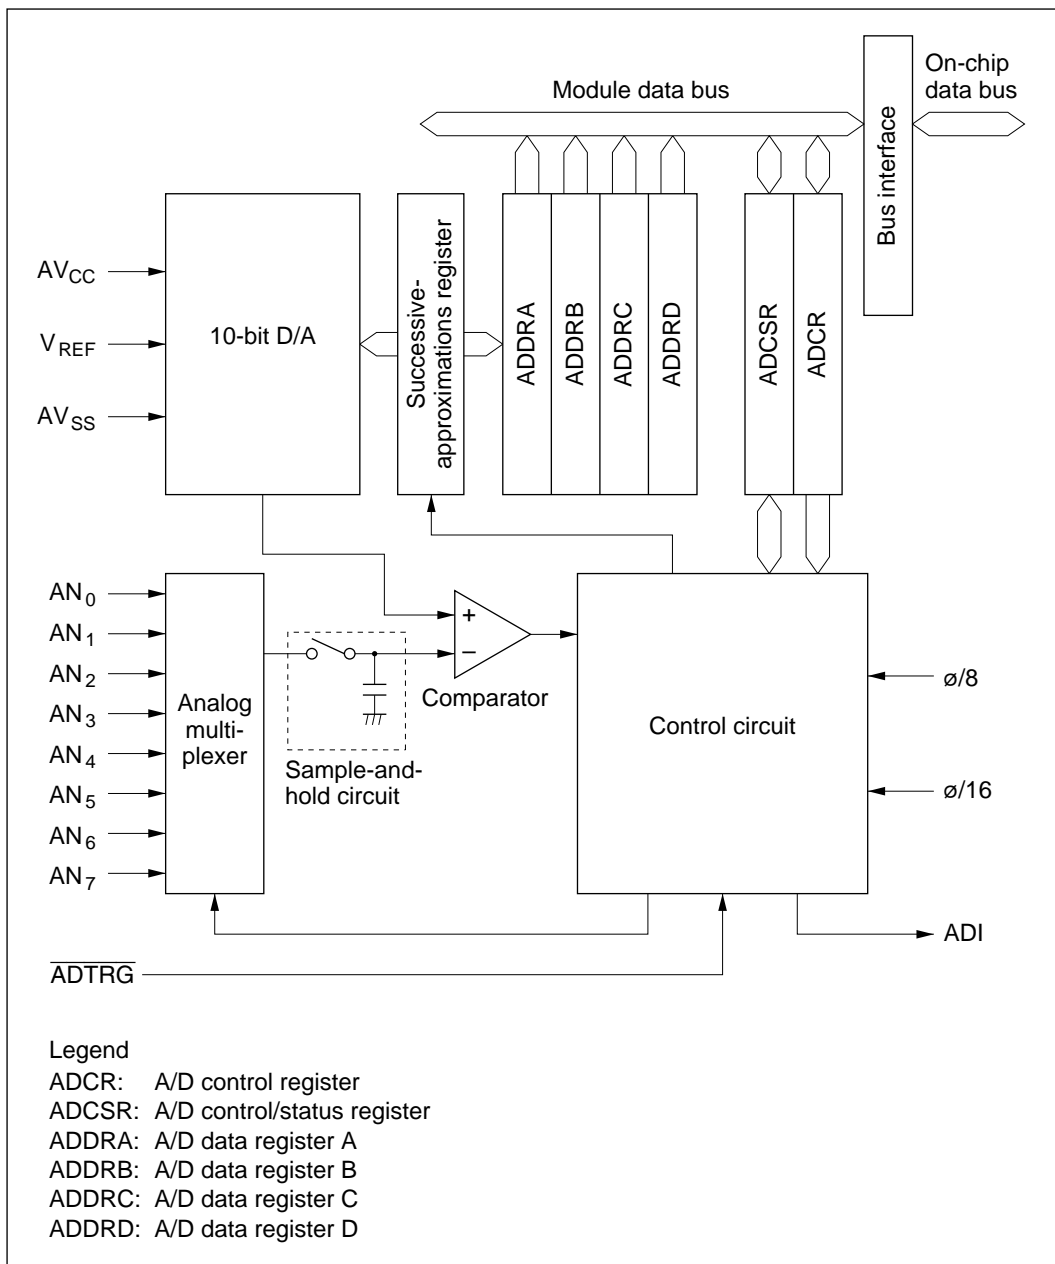 Module data bus
On-chip
data bus
Bus interface
AVCC
VREF
AVSS
10-bit D/A
Successive-
approximations register
ADDRA
ADDRB
ADDRC
ADDRD
ADCSR
ADCR
AN0
AN1
AN2
AN3
AN4
AN5
AN6
AN7
Analog
multi-
plexer
Sample-and-
hold circuit
+
−
Comparator
Control circuit
ø/8
ø/16
ADI
ADTRG
Legend
ADCR: A/D control register
ADCSR: A/D control/status register
ADDRA: A/D data register A
ADDRB: A/D data register B
ADDRC: A/D data register C
ADDRD: A/D data register D